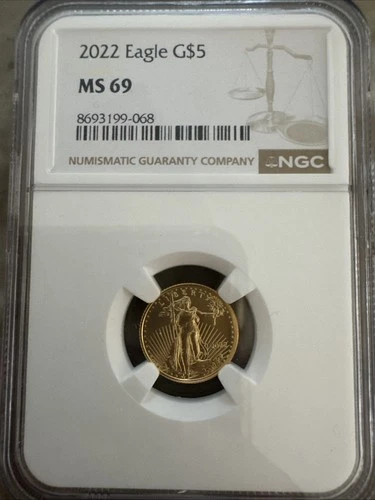 2022 Eagle G$5
MS 69
8693199-068
NUMISMATIC GUARANTY COMPANY NGC
LIBERTY